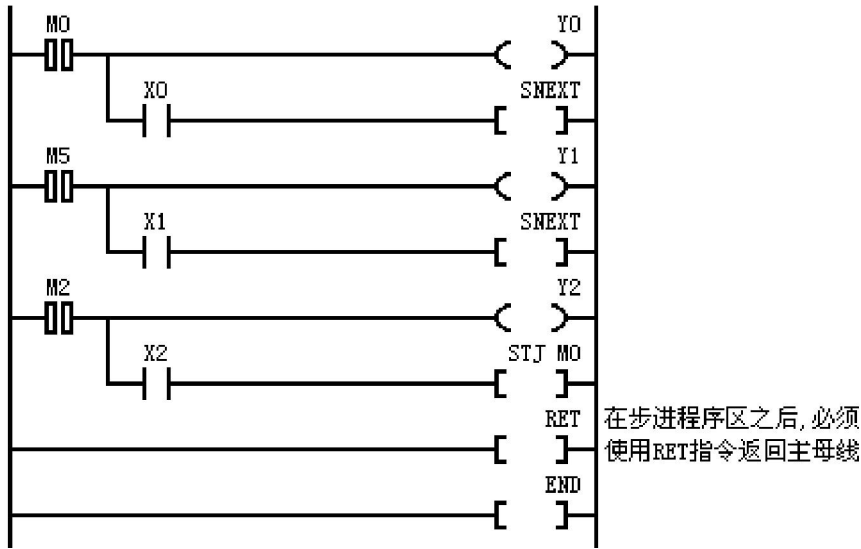 M0 Y0
X0 SNEXT
M5 Y1
X1 SNEXT
M2 Y2
X2 STJ M0
RET 在步进程序区之后,必须
使用RET指令返回主母线
END